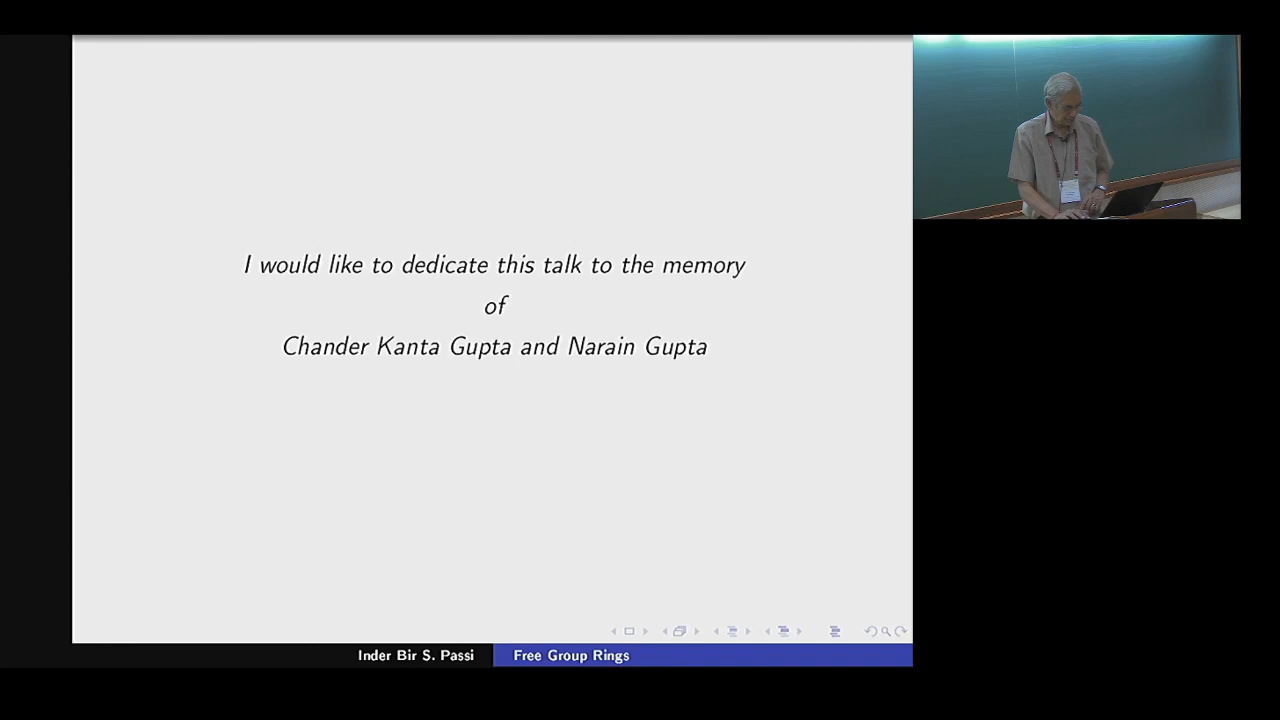 I would like to dedicate this talk to the memory
of
Chander Kanta Gupta and Narain Gupta
Inder Bir S. Passi
Free Group Rings